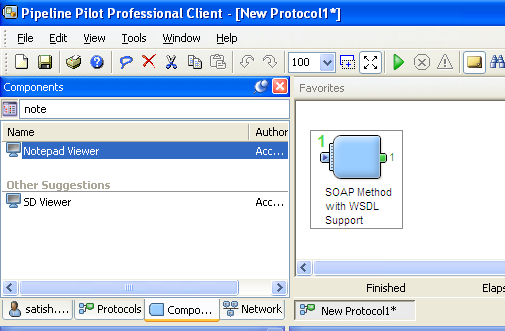 Pipeline Pilot Professional Client - [New Protocol1*]
File Edit View Tools Window Help
100
Components
Favorites
note
Name Author
Notepad Viewer Acc...
Other Suggestions
SD Viewer Acc...
1
1
SOAP Method
with WSDL
Support
Finished Elaps
satish.... Protocols Compo... Network
New Protocol1*